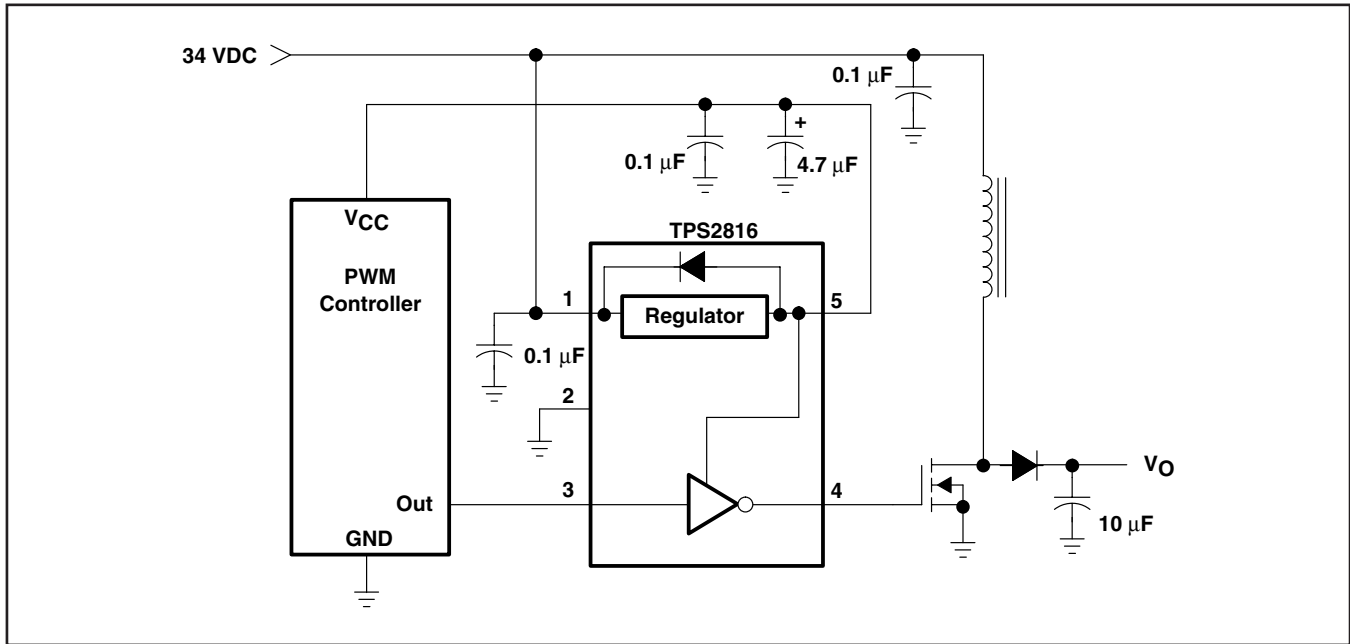 34 VDC
0.1 μF
+
0.1 μF
4.7 μF
TPS2816
VCC
PWM
Controller
1
Regulator
5
0.1 μF
2
Out
3
4
VO
10 μF
GND